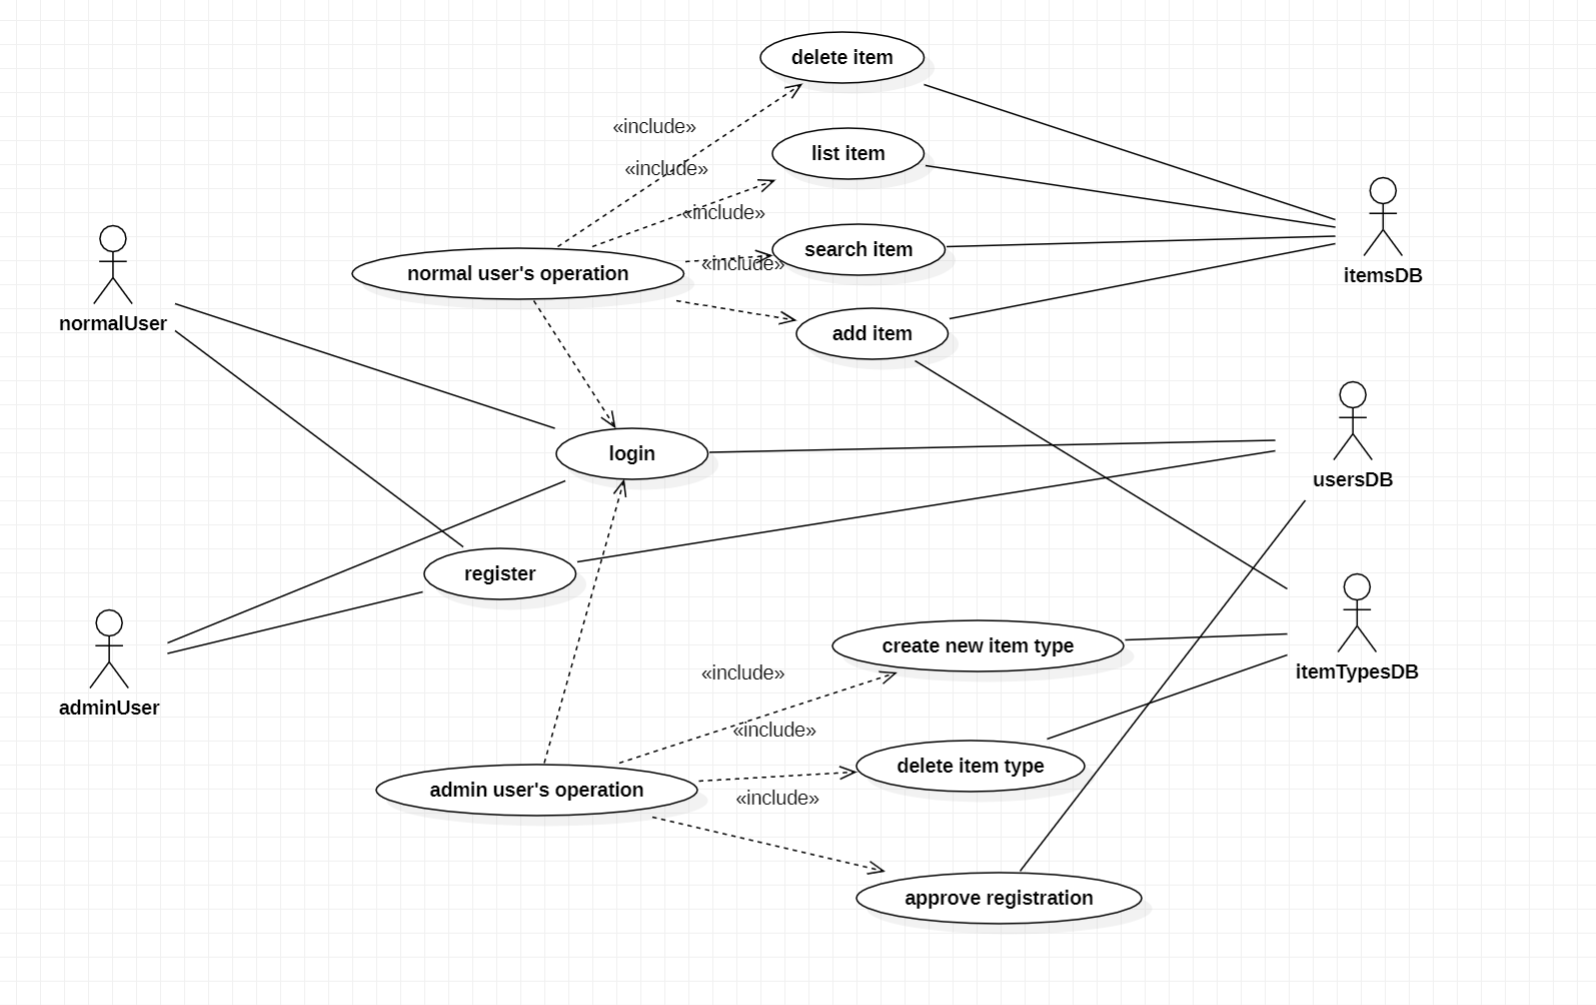 delete item
«include»
list item
«include»
«include»
search item
«include»
normal user's operation
itemsDB
normalUser
add item
login
usersDB
register
create new item type
itemTypesDB
«include»
adminUser
«include»
delete item type
admin user's operation
«include»
approve registration